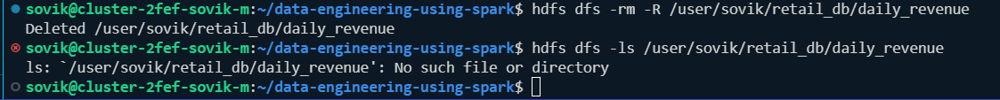 sovik@cluster-2fef-sovik-m:~/data-engineering-using-spark$ hdfs dfs -rm -R /user/sovik/retail_db/daily_revenue
Deleted /user/sovik/retail_db/daily_revenue
sovik@cluster-2fef-sovik-m:~/data-engineering-using-spark$ hdfs dfs -ls /user/sovik/retail_db/daily_revenue
ls: `/user/sovik/retail_db/daily_revenue': No such file or directory
sovik@cluster-2fef-sovik-m:~/data-engineering-using-spark$